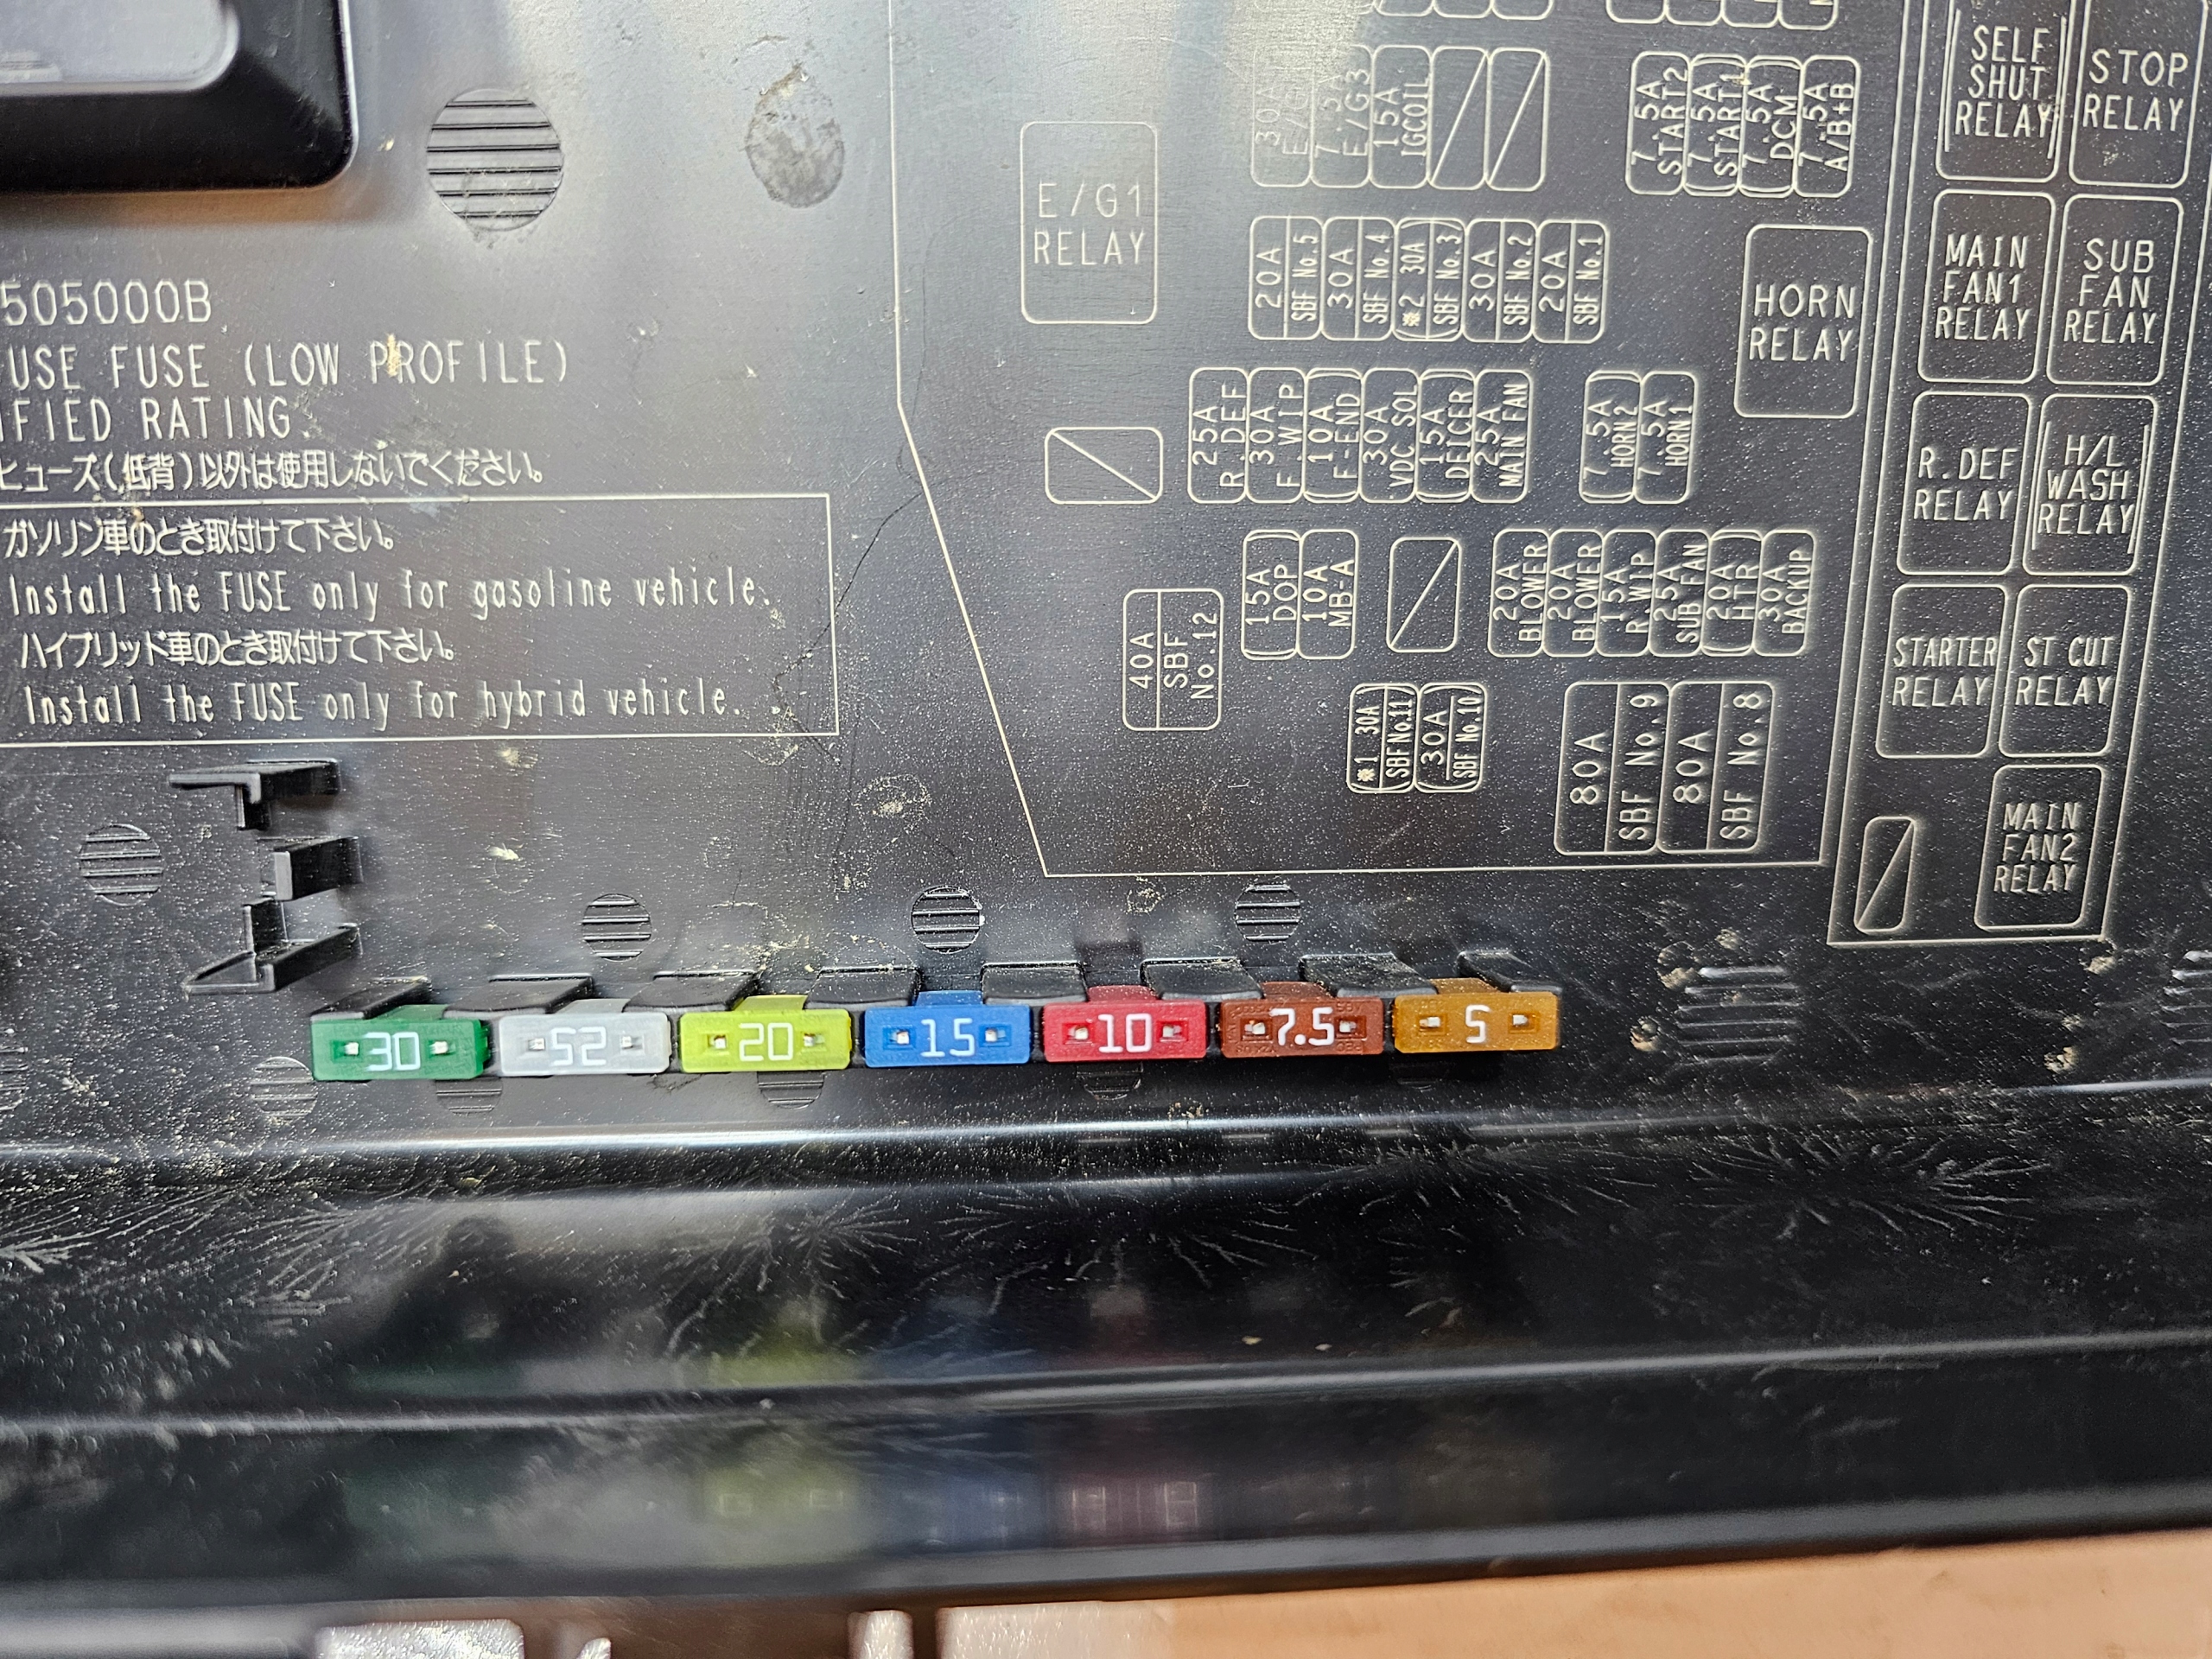 505000B
USE FUSE (LOW PROFILE)
IFIED RATING.
ヒューズ(低背)以外は使用しないでください。
ガソリン車のとき取付けて下さい。
Install the FUSE only for gasoline vehicle.
ハイブリッド車のとき取付けて下さい。
Install the FUSE only for hybrid vehicle.
E/G1
RELAY
30A
7.5A
E/G3
15A
IGCOIL
7.5A
START2
7.5A
START1
7.5A
DCM
7.5A
A/B+B
20A
SBF No.5
30A
SBF No.4
※2 30A
SBF No.3
30A
SBF No.2
20A
SBF No.1
HORN
RELAY
25A
R.DEF
30A
F.WIP
10A
F-END
30A
VDC SOL
15A
DEICER
25A
MAIN FAN
7.5A
HORN2
7.5A
HORN1
40A
SBF
No.12
15A
DOP
10A
MB-A
20A
BLOWER
20A
BLOWER
15A
R.WIP
25A
SUB FAN
20A
HTR
30A
BACKUP
※1 30A
SBF No.11
30A
SBF No.10
80A
SBF No.9
80A
SBF No.8
SELF
SHUT
RELAY
STOP
RELAY
MAIN
FAN1
RELAY
SUB
FAN
RELAY
R.DEF
RELAY
H/L
WASH
RELAY
STARTER
RELAY
ST CUT
RELAY
MAIN
FAN2
RELAY
30
25
20
15
10
7.5
5